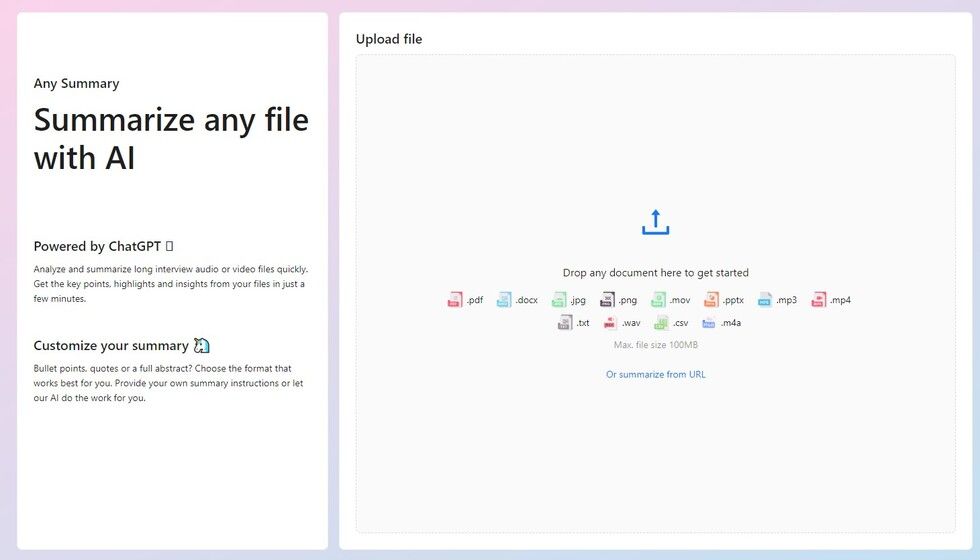 Any Summary
Summarize any file
with AI
Powered by ChatGPT
Analyze and summarize long interview audio or video files quickly.
Get the key points, highlights and insights from your files in just a
few minutes.
Customize your summary
Bullet points, quotes or a full abstract? Choose the format that
works best for you. Provide your own summary instructions or let
our AI do the work for you.
Upload file
Drop any document here to get started
.pdf .docx .jpg .png .mov .pptx .mp3 .mp4
.txt .wav .csv .m4a
Max. file size 100MB
Or summarize from URL